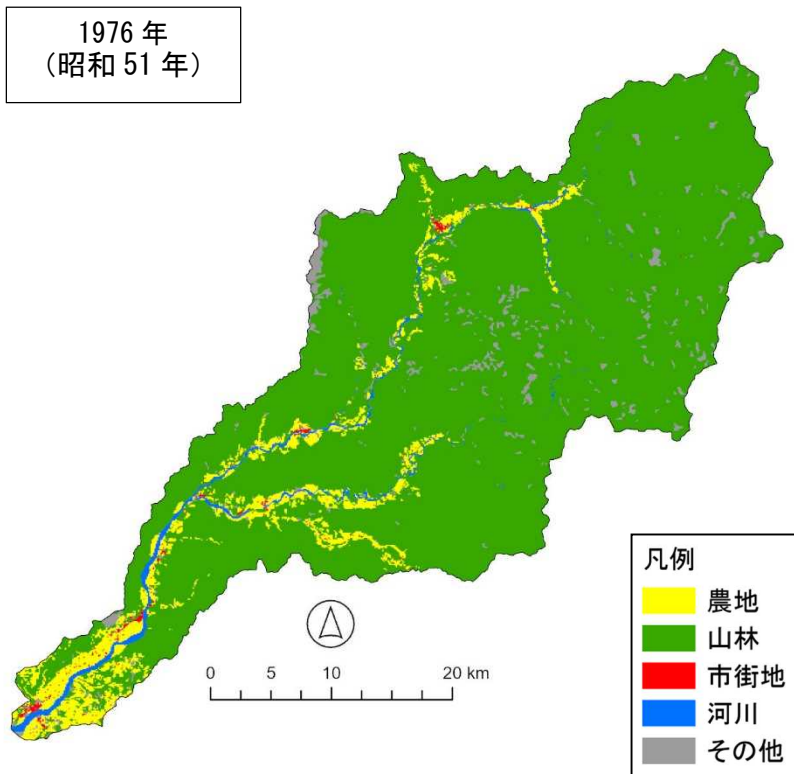 1976 年
（昭和 51 年）
0 5 10 20 km
凡例
農地
山林
市街地
河川
その他